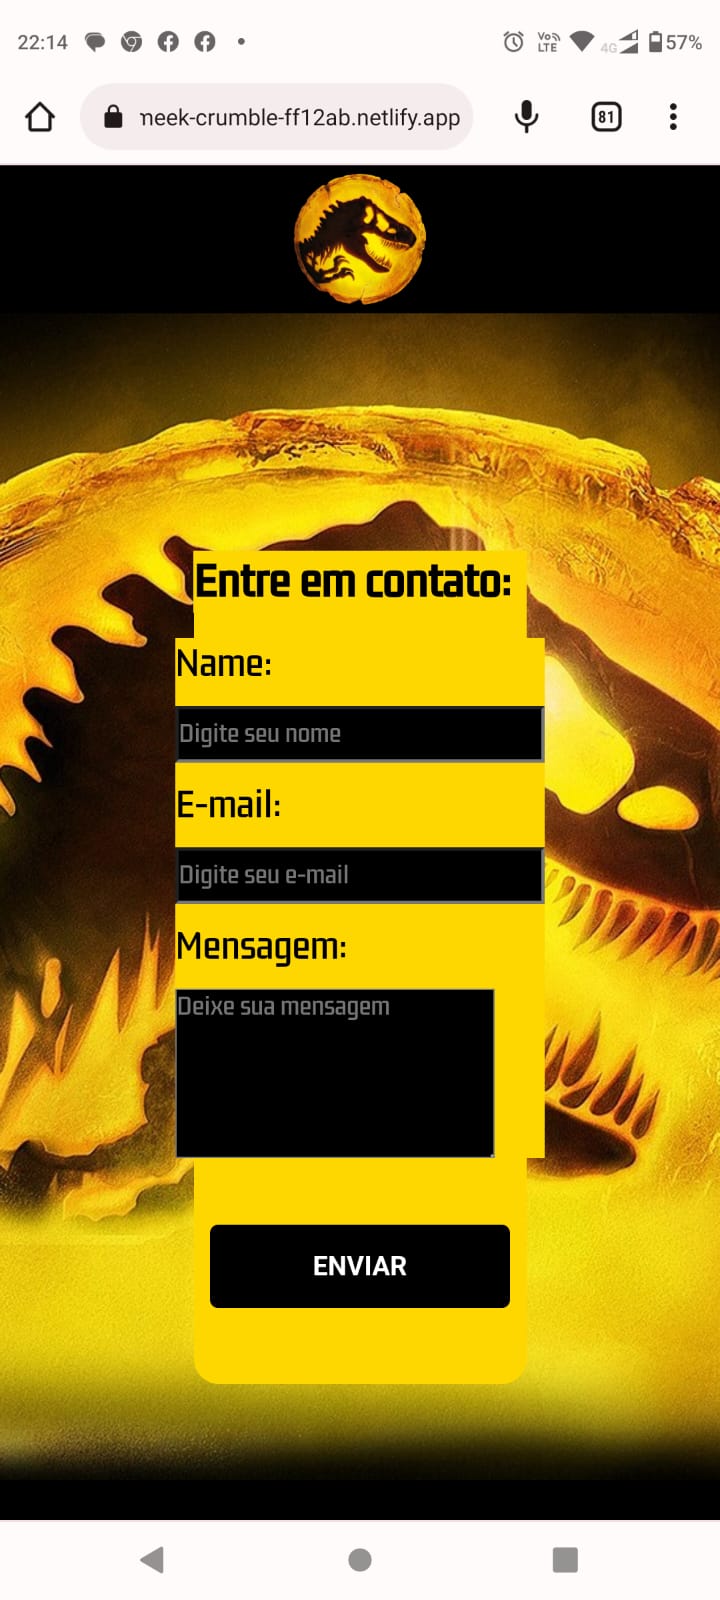 22:14
Vo LTE 4G 57%
neek-crumble-ff12ab.netlify.app
81
Entre em contato:
Name:
Digite seu nome
E-mail:
Digite seu e-mail
Mensagem:
Deixe sua mensagem
ENVIAR